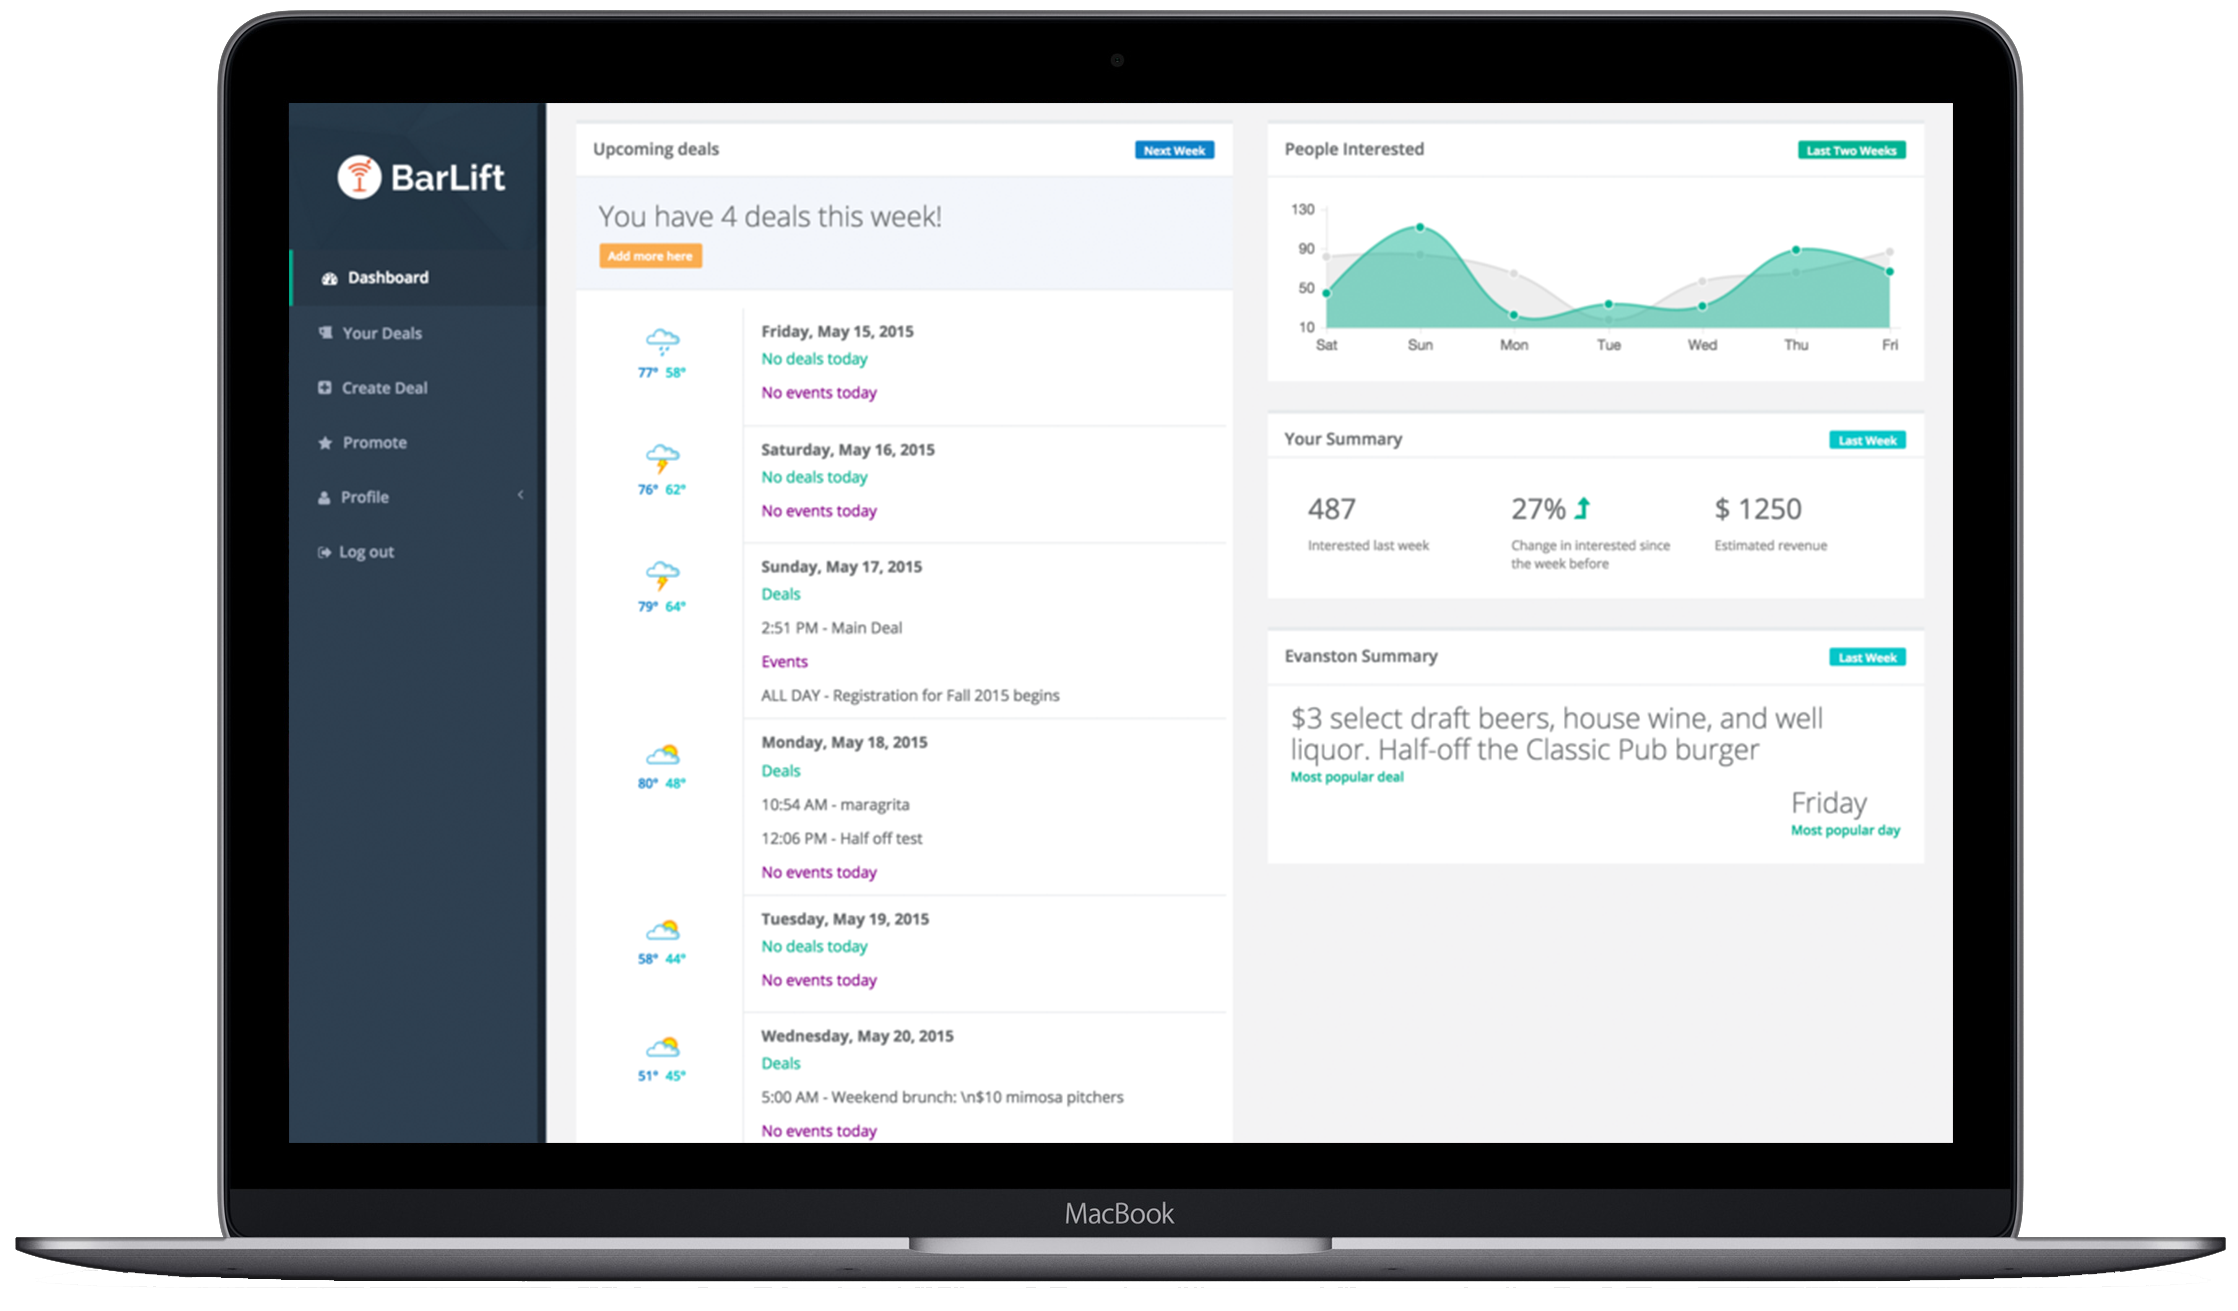 BarLift
Dashboard
Your Deals
Create Deal
Promote
Profile
Log out
Upcoming deals
Next Week
You have 4 deals this week!
Add more here
77° 58°
Friday, May 15, 2015
No deals today
No events today
76° 62°
Saturday, May 16, 2015
No deals today
No events today
79° 64°
Sunday, May 17, 2015
Deals
2:51 PM - Main Deal
Events
ALL DAY - Registration for Fall 2015 begins
80° 48°
Monday, May 18, 2015
Deals
10:54 AM - maragrita
12:06 PM - Half off test
No events today
58° 44°
Tuesday, May 19, 2015
No deals today
No events today
51° 45°
Wednesday, May 20, 2015
Deals
5:00 AM - Weekend brunch: \n$10 mimosa pitchers
No events today
People Interested
Last Two Weeks
130
90
50
10
Sat Sun Mon Tue Wed Thu Fri
Your Summary
Last Week
487
Interested last week
27%
Change in interested since
the week before
$ 1250
Estimated revenue
Evanston Summary
Last Week
$3 select draft beers, house wine, and well
liquor. Half-off the Classic Pub burger
Most popular deal
Friday
Most popular day
MacBook